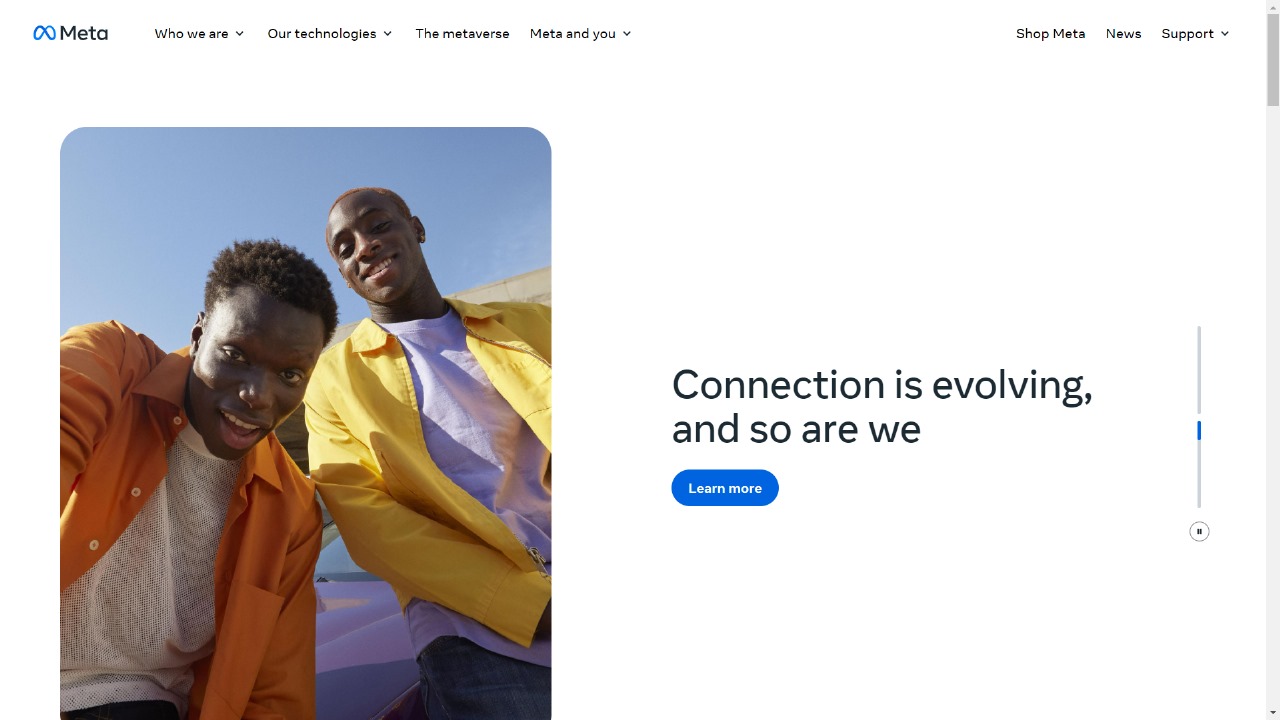 Meta
Who we are
Our technologies
The metaverse
Meta and you
Shop Meta
News
Support
Connection is evolving,
and so are we
Learn more